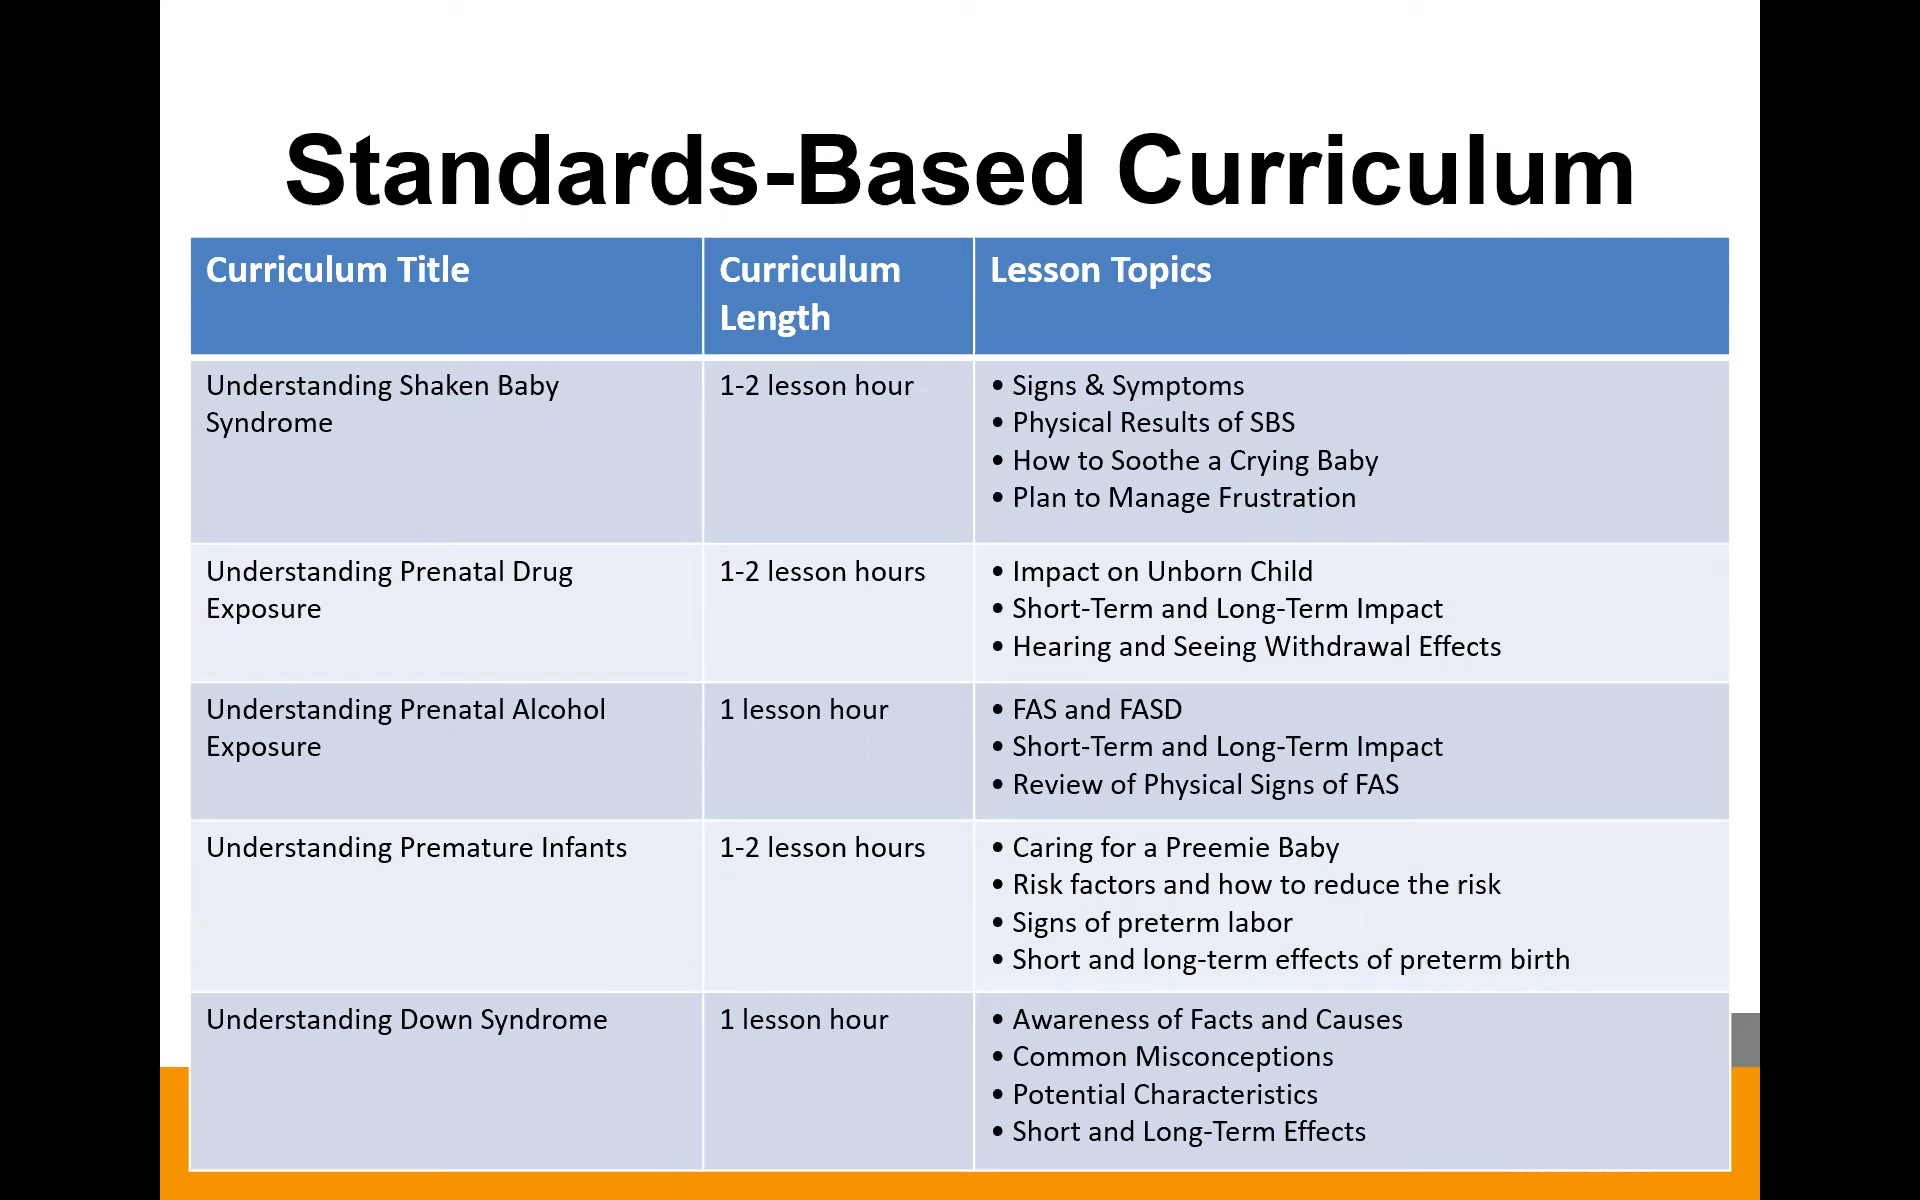 Standards-Based Curriculum
Curriculum Title
Curriculum
Length
Lesson Topics
Understanding Shaken Baby
Syndrome
1-2 lesson hour
• Signs & Symptoms
• Physical Results of SBS
• How to Soothe a Crying Baby
• Plan to Manage Frustration
Understanding Prenatal Drug
Exposure
1-2 lesson hours
• Impact on Unborn Child
• Short-Term and Long-Term Impact
• Hearing and Seeing Withdrawal Effects
Understanding Prenatal Alcohol
Exposure
1 lesson hour
• FAS and FASD
• Short-Term and Long-Term Impact
• Review of Physical Signs of FAS
Understanding Premature Infants
1-2 lesson hours
• Caring for a Preemie Baby
• Risk factors and how to reduce the risk
• Signs of preterm labor
• Short and long-term effects of preterm birth
Understanding Down Syndrome
1 lesson hour
• Awareness of Facts and Causes
• Common Misconceptions
• Potential Characteristics
• Short and Long-Term Effects